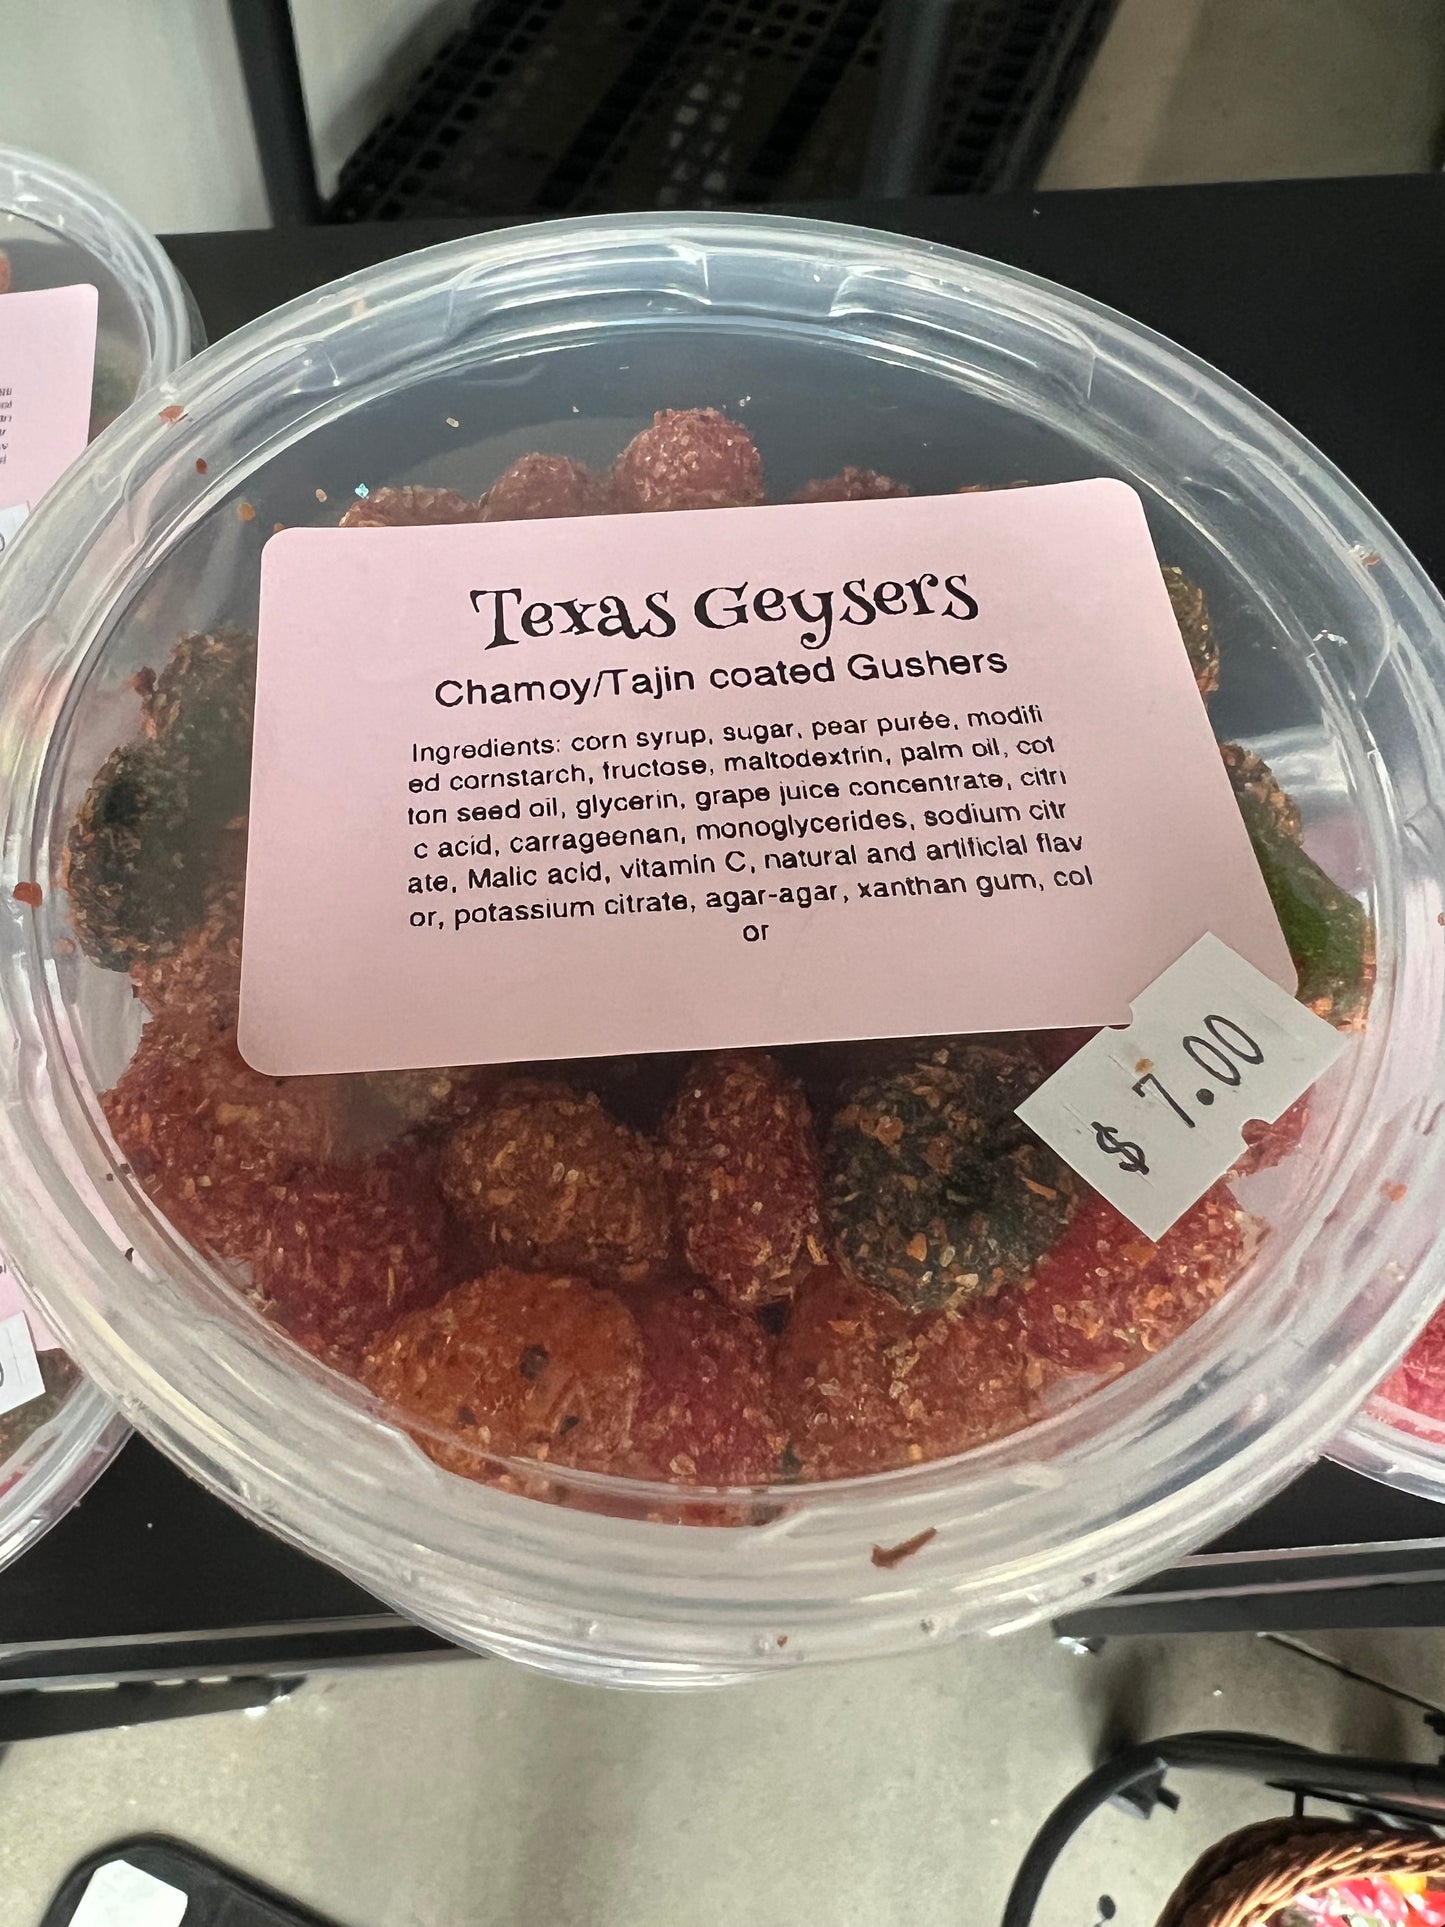 Texas Geysers
Chamoy/Tajin coated Gushers
Ingredients: corn syrup, sugar, pear purée, modifi
ed cornstarch, fructose, maltodextrin, palm oil, cot
ton seed oil, glycerin, grape juice concentrate, citri
c acid, carrageenan, monoglycerides, sodium citr
ate, Malic acid, vitamin C, natural and artificial flav
or, potassium citrate, agar-agar, xanthan gum, col
or
$ 7.00